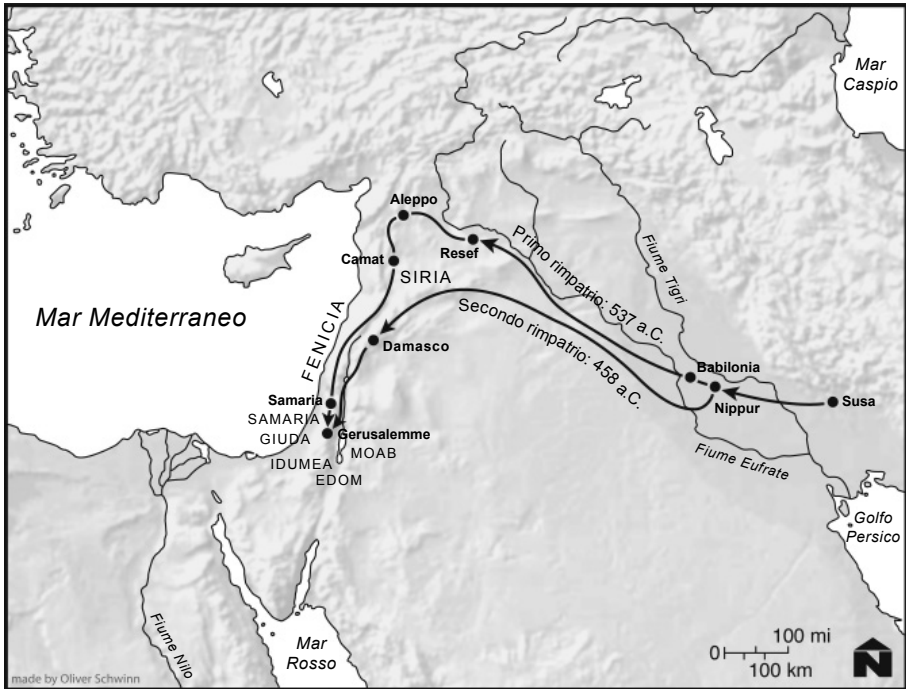 Mar
Caspio
Aleppo
Resef
Camat
SIRIA
Primo rimpatrio: 537 a.C.
Fiume Tigri
Mar Mediterraneo
FENICIA
Secondo rimpatrio: 458 a.C.
Damasco
Babilonia
Nippur
Susa
Samaria
SAMARIA
GIUDA
Gerusalemme
MOAB
IDUMEA
EDOM
Fiume Eufrate
Golfo
Persico
Fiume Nilo
Mar
Rosso
100 mi
0
100 km
N
made by Oliver Schwinn